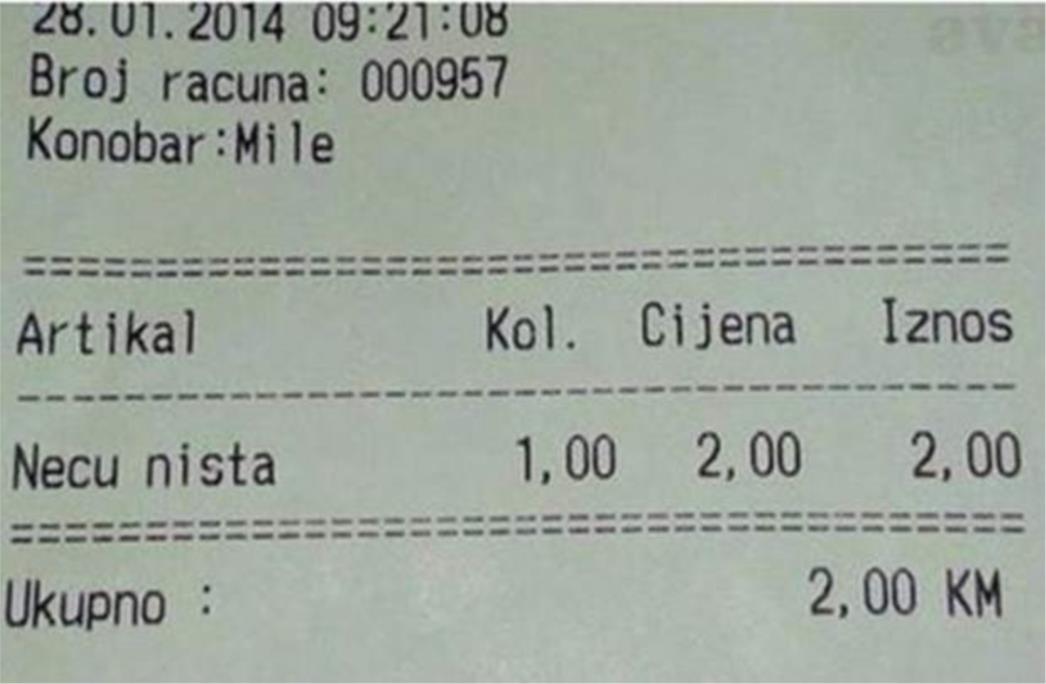 28.01.2014 09:21:08
Broj racuna: 000957
Konobar:Mile
=====================================
Artikal Kol. Cijena Iznos
-------------------------------------
Necu nista 1,00 2,00 2,00
=====================================
Ukupno : 2,00 KM